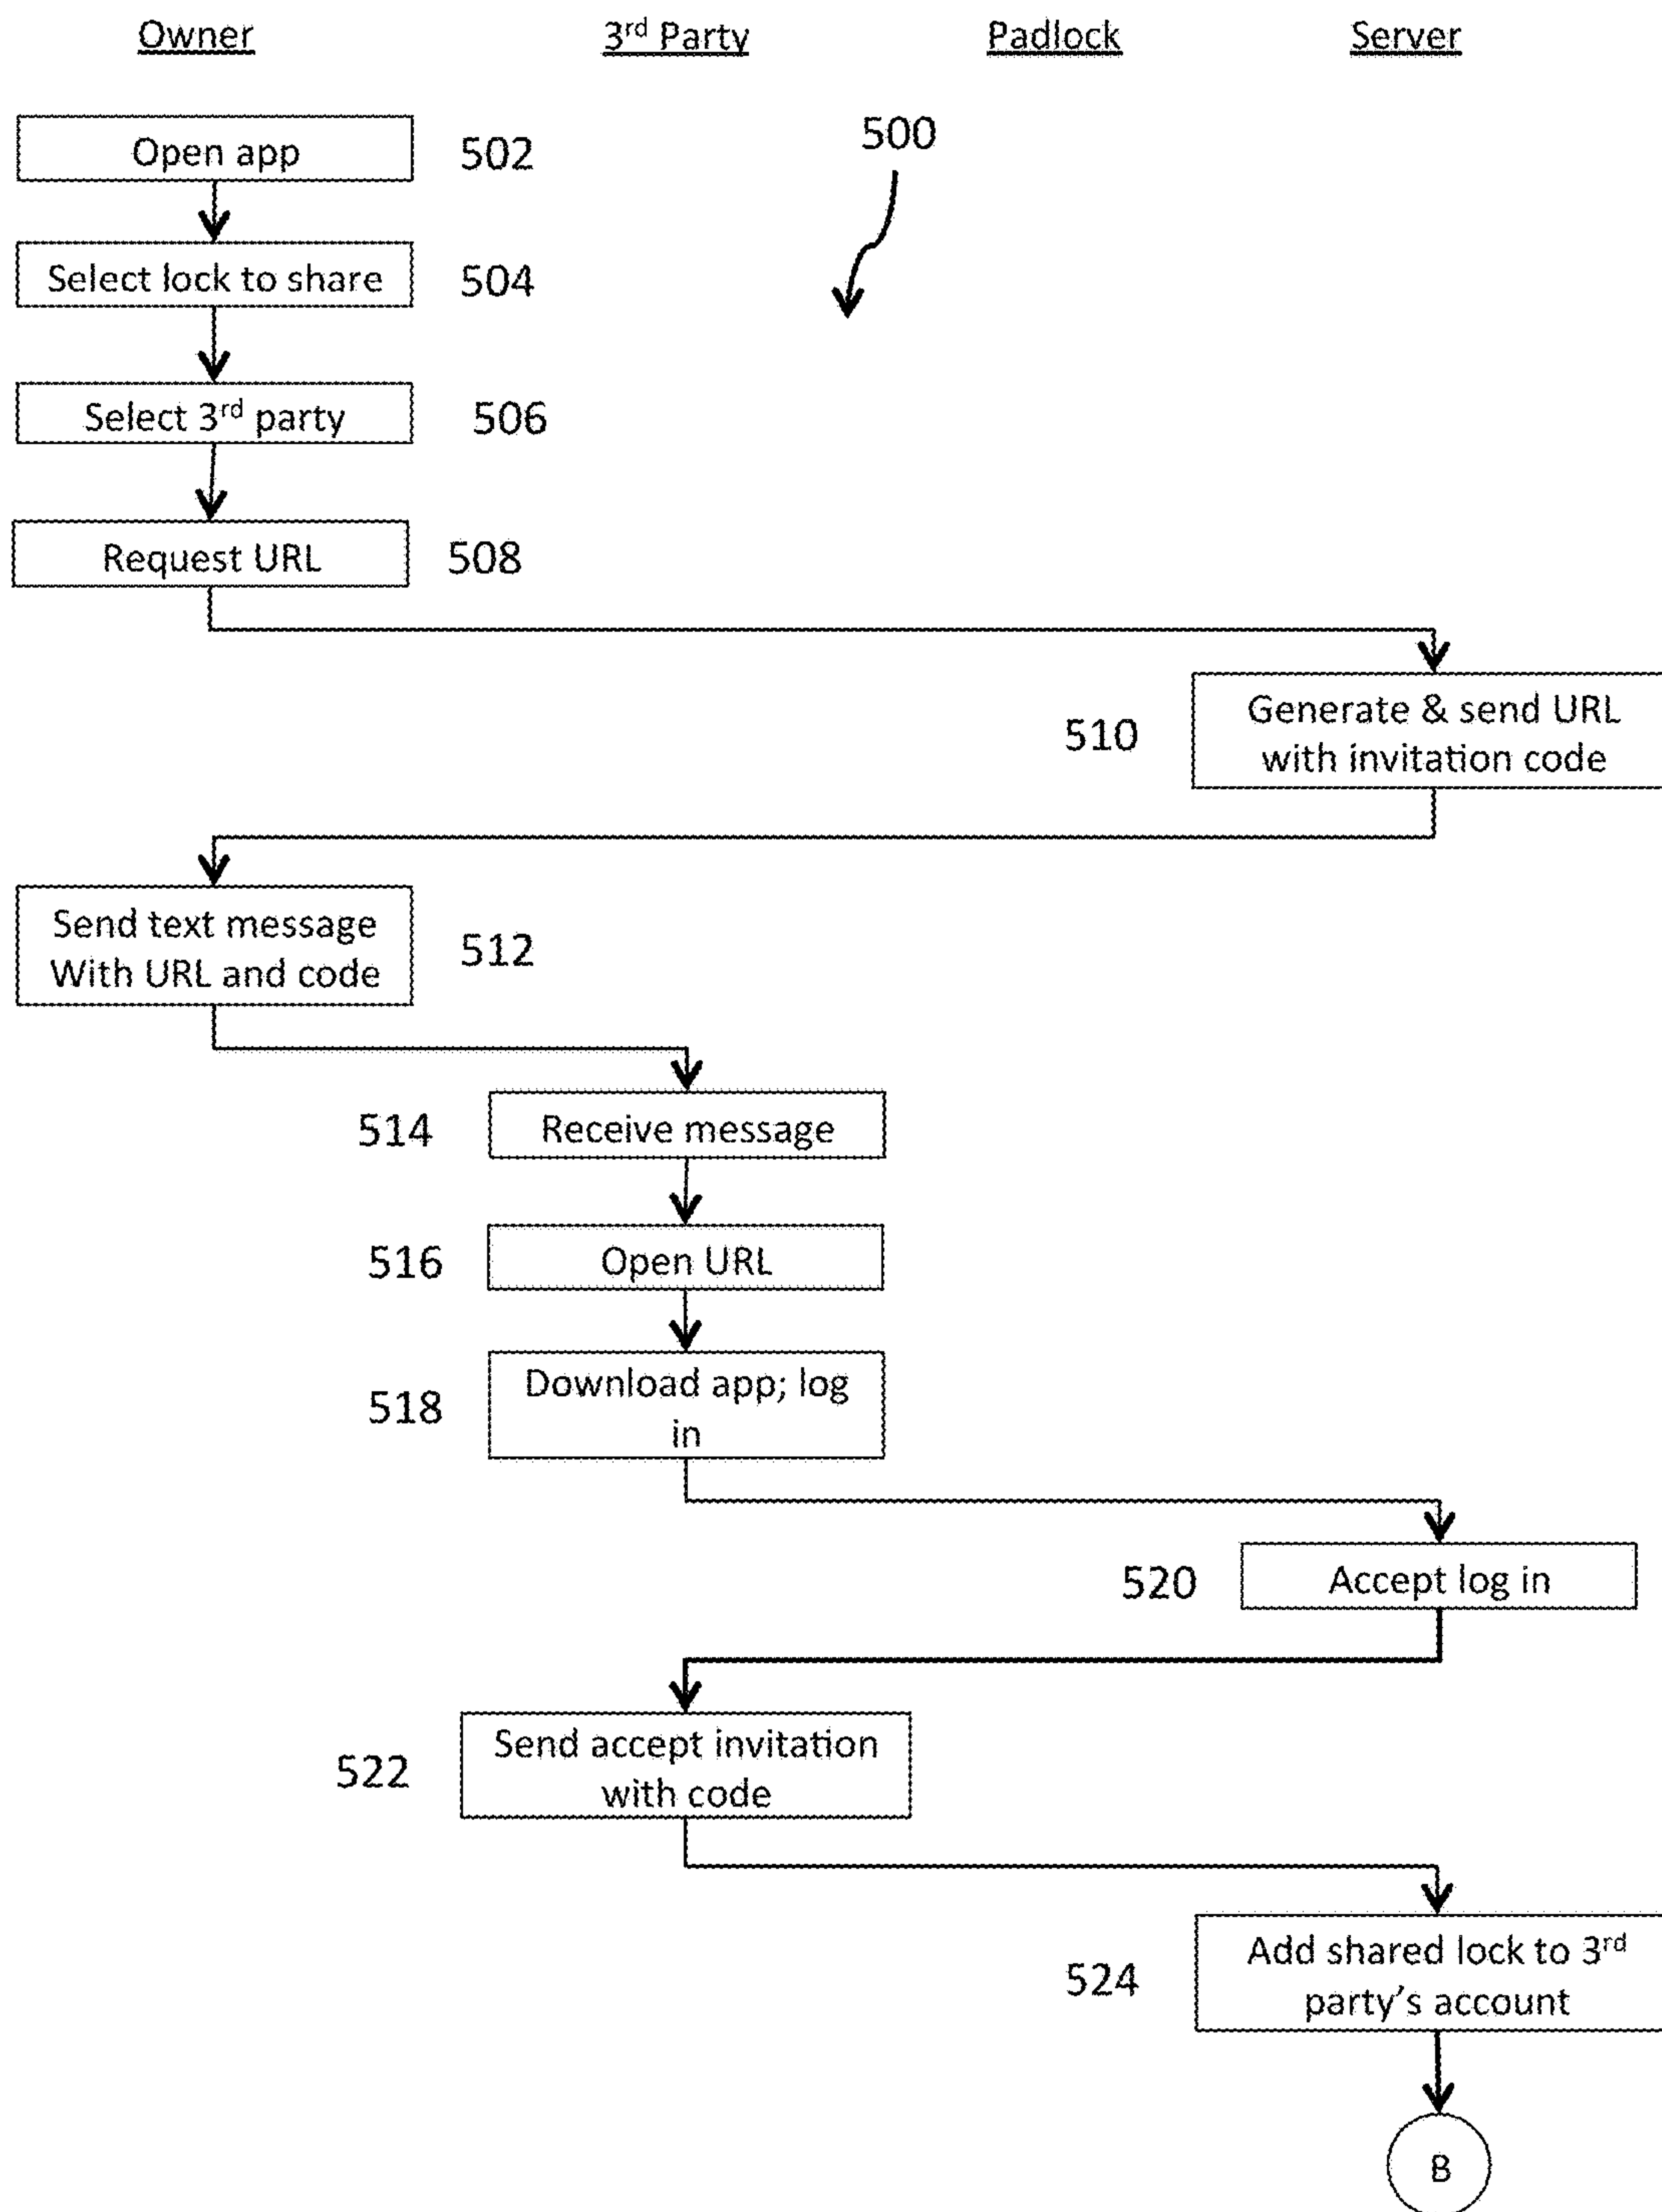 Owner 3rd Party Padlock Server
500
Open app 502
Select lock to share 504
Select 3rd party 506
Request URL 508
Generate & send URL
with invitation code
510
Send text message
With URL and code
512
514 Receive message
516 Open URL
518
Download app; log
in
520 Accept log in
522
Send accept invitation
with code
524
Add shared lock to 3rd
party's account
B